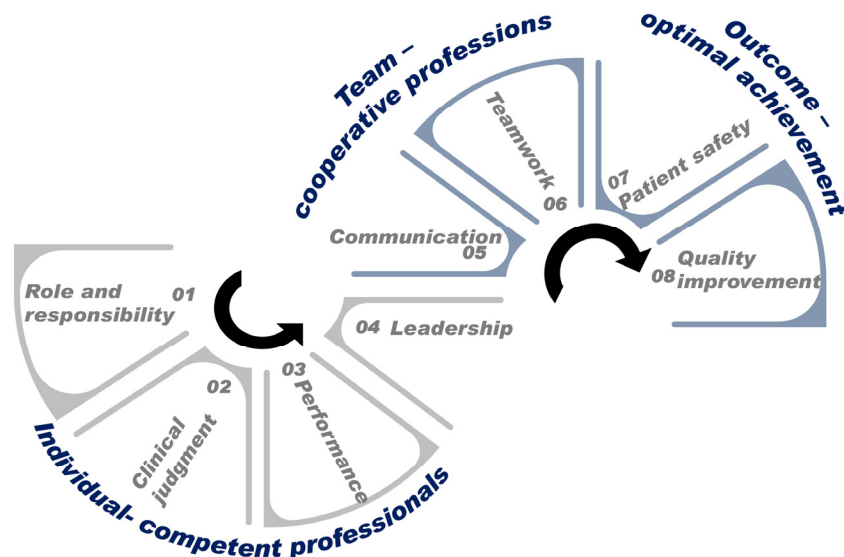 Team –
cooperative professions
Outcome –
optimal achievement
Role and
responsibility
01
02
Clinical
judgment
03
Performance
04 Leadership
Communication
05
Teamwork
06
07
Patient safety
08
Quality
improvement
Individual- competent professionals